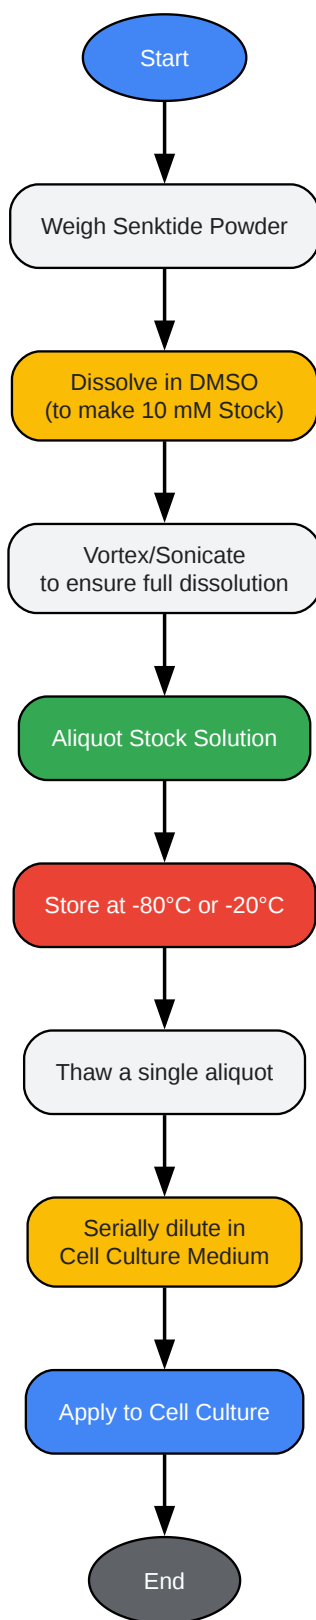 Start
Weigh Senktide Powder
Dissolve in DMSO
(to make 10 mM Stock)
Vortex/Sonicate
to ensure full dissolution
Aliquot Stock Solution
Store at -80°C or -20°C
Thaw a single aliquot
Serially dilute in
Cell Culture Medium
Apply to Cell Culture
End